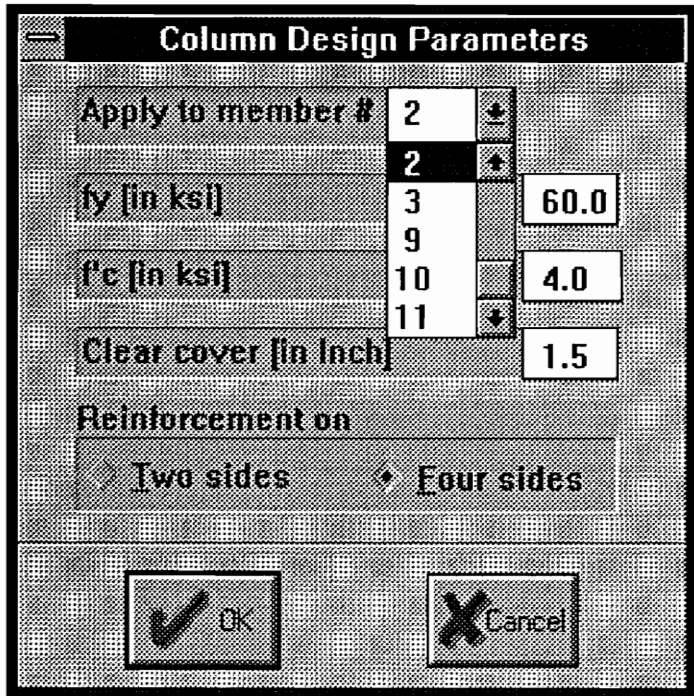 Column Design Parameters
Apply to member # 2
2
fy [in ksi] 60.0
3
9
f'c [in ksi] 4.0
10
11
Clear cover [in Inch] 1.5
Reinforcement on
Two sides Four sides
OK Cancel